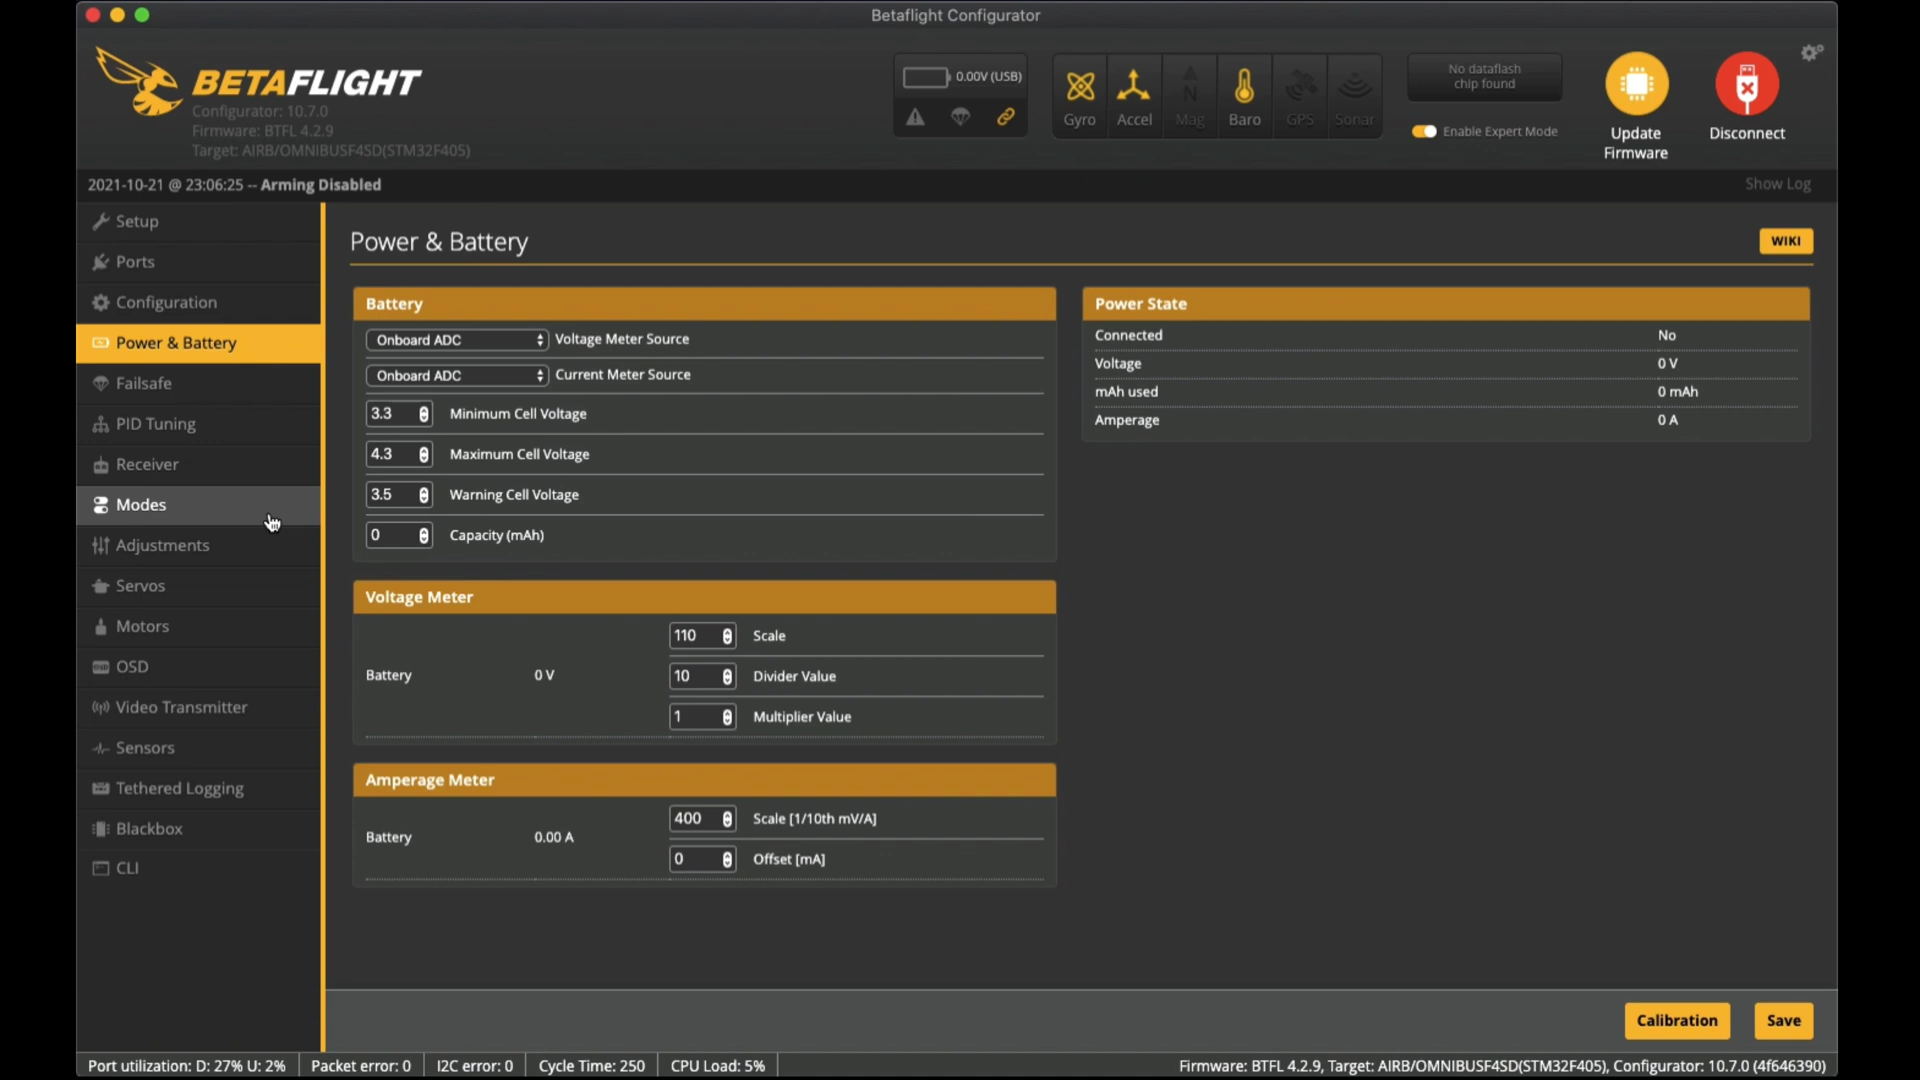 Betaflight Configurator
BETAFLIGHT
Configurator: 10.7.0
Firmware: BTFL 4.2.9
Target: AIRB/OMNIBUSF4SD(STM32F405)
0.00V (USB)
Gyro
Accel
N
Mag
Baro
GPS
Sonar
No dataflash
chip found
Enable Expert Mode
Update
Firmware
Disconnect
2021-10-21 @ 23:06:25 -- Arming Disabled
Show Log
Setup
Ports
Configuration
Power & Battery
Failsafe
PID Tuning
Receiver
Modes
Adjustments
Servos
Motors
OSD
Video Transmitter
Sensors
Tethered Logging
Blackbox
CLI
Power & Battery
WIKI
Battery
Onboard ADC Voltage Meter Source
Onboard ADC Current Meter Source
3.3 Minimum Cell Voltage
4.3 Maximum Cell Voltage
3.5 Warning Cell Voltage
0 Capacity (mAh)
Power State
Connected No
Voltage 0 V
mAh used 0 mAh
Amperage 0 A
Voltage Meter
Battery 0 V
110 Scale
10 Divider Value
1 Multiplier Value
Amperage Meter
Battery 0.00 A
400 Scale [1/10th mV/A]
0 Offset [mA]
Calibration
Save
Port utilization: D: 27% U: 2%
Packet error: 0
I2C error: 0
Cycle Time: 250
CPU Load: 5%
Firmware: BTFL 4.2.9, Target: AIRB/OMNIBUSF4SD(STM32F405), Configurator: 10.7.0 (4f646390)